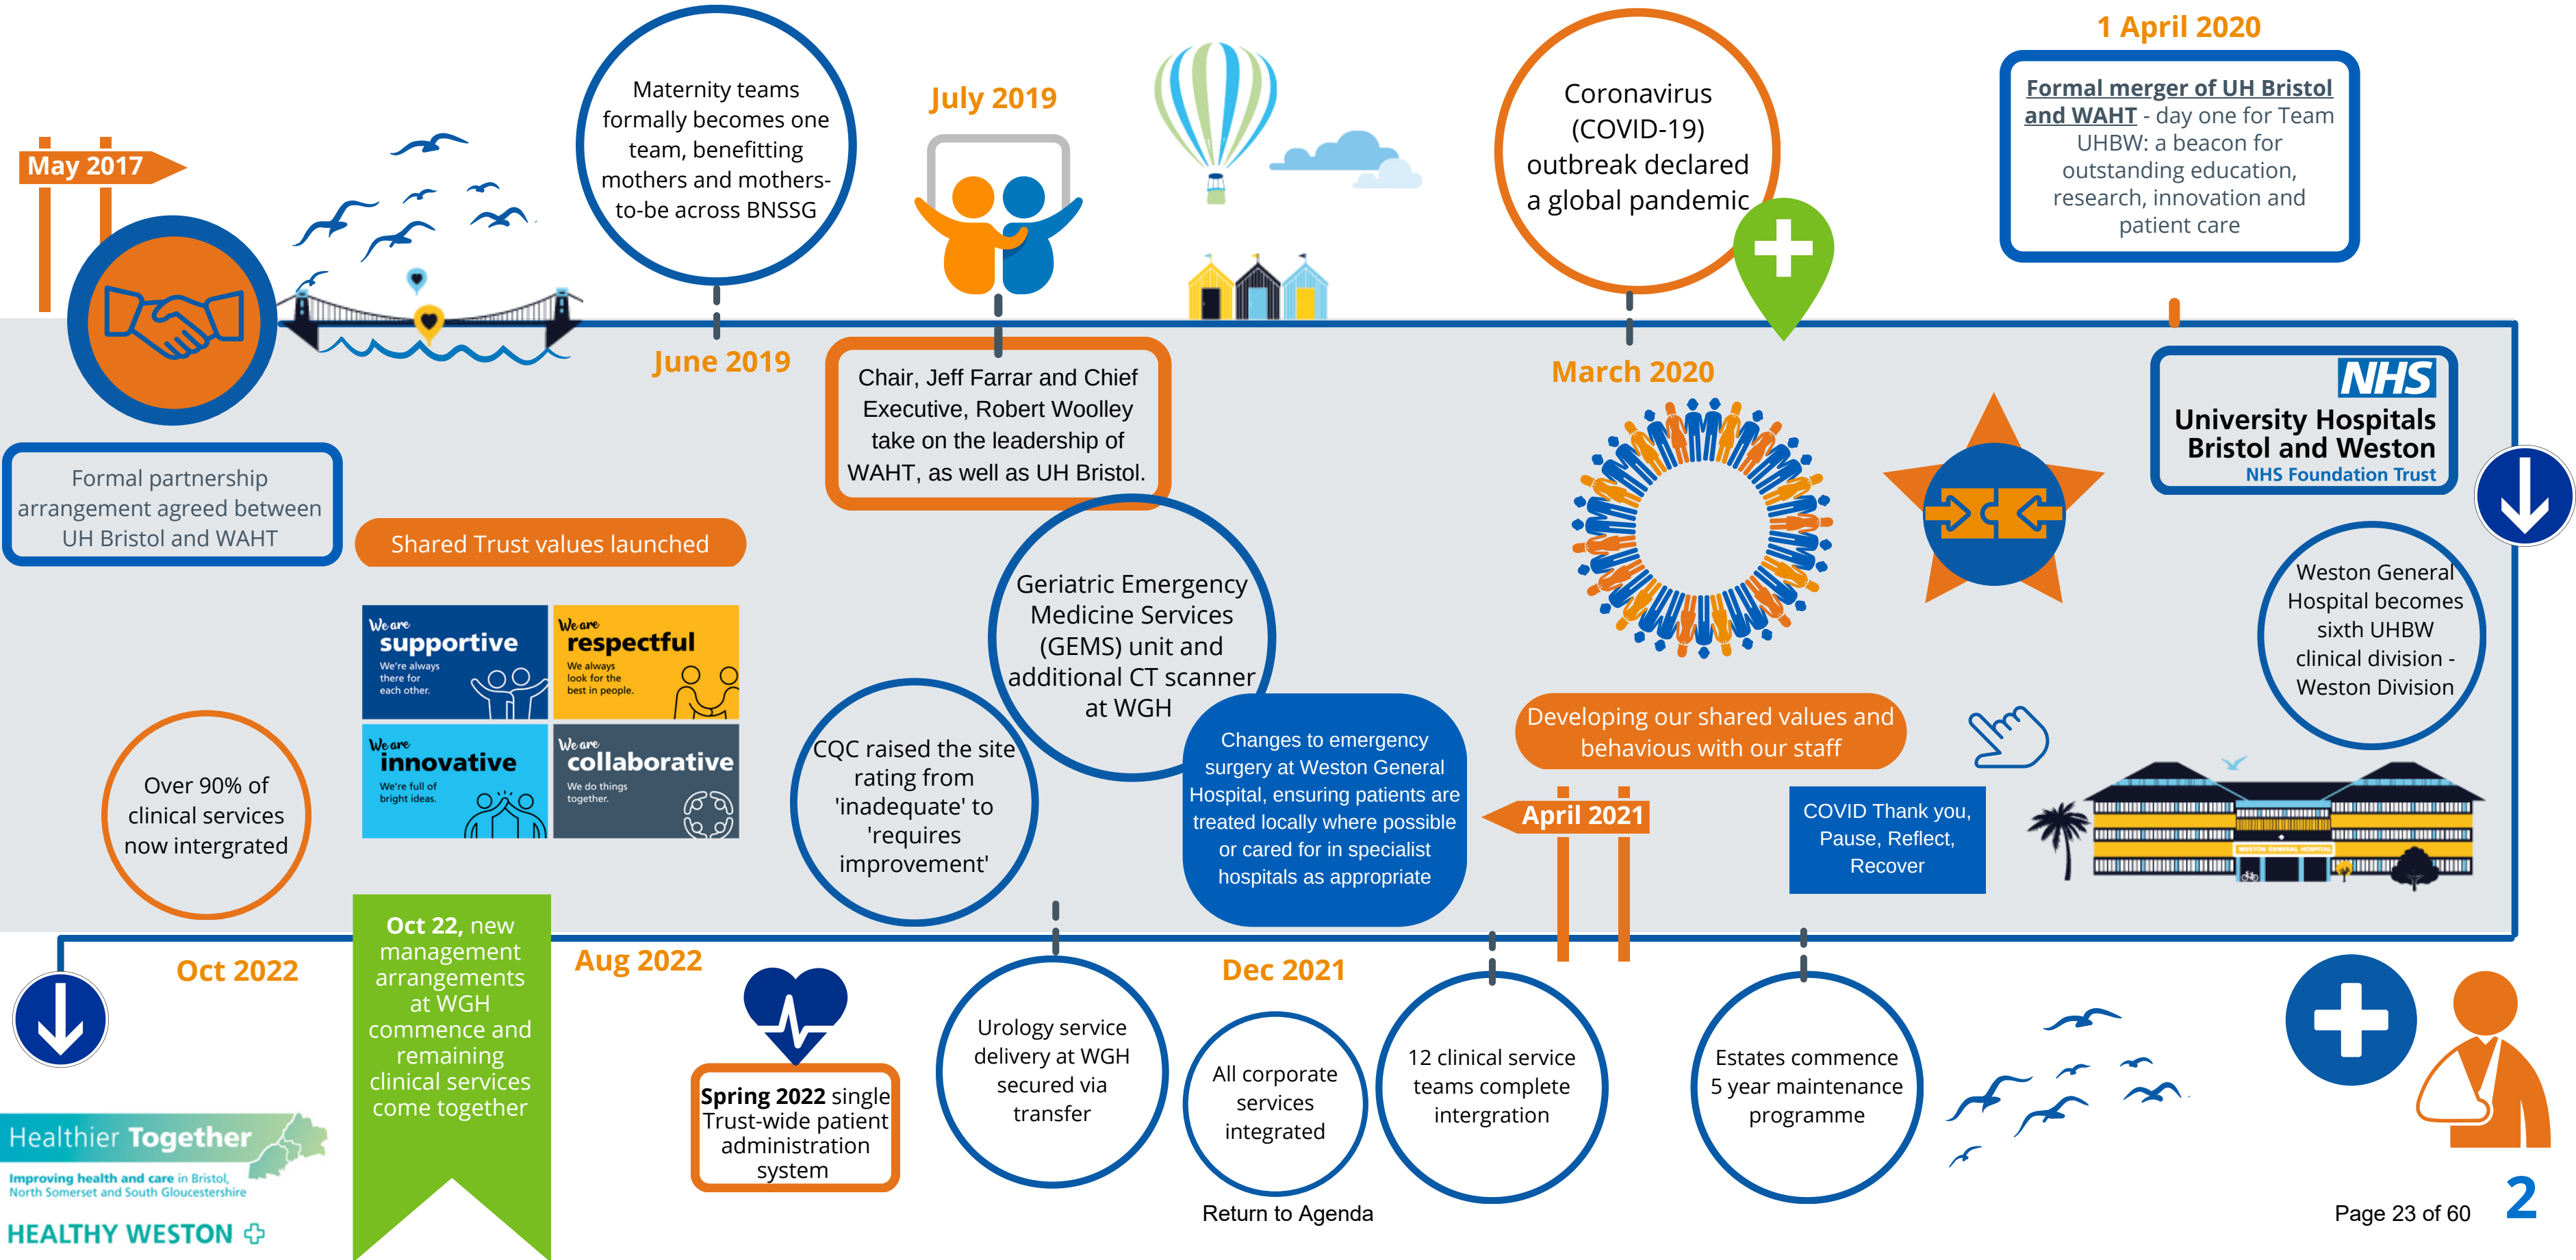 May 2017
Formal partnership
arrangement agreed between
UH Bristol and WAHT
Maternity teams
formally becomes one
team, benefitting
mothers and mothers-
to-be across BNSSG
June 2019
July 2019
Chair, Jeff Farrar and Chief
Executive, Robert Woolley
take on the leadership of
WAHT, as well as UH Bristol.
Coronavirus
(COVID-19)
outbreak declared
a global pandemic
March 2020
1 April 2020
Formal merger of UH Bristol
and WAHT - day one for Team
UHBW: a beacon for
outstanding education,
research, innovation and
patient care
NHS
University Hospitals
Bristol and Weston
NHS Foundation Trust
Weston General
Hospital becomes
sixth UHBW
clinical division -
Weston Division
WESTON GENERAL HOSPITAL
Developing our shared values and
behavious with our staff
COVID Thank you,
Pause, Reflect,
Recover
Estates commence
5 year maintenance
programme
April 2021
12 clinical service
teams complete
intergration
Changes to emergency
surgery at Weston General
Hospital, ensuring patients are
treated locally where possible
or cared for in specialist
hospitals as appropriate
Dec 2021
All corporate
services
integrated
Geriatric Emergency
Medicine Services
(GEMS) unit and
additional CT scanner
at WGH
Urology service
delivery at WGH
secured via
transfer
CQC raised the site
rating from
'inadequate' to
'requires
improvement'
Spring 2022 single
Trust-wide patient
administration
system
Aug 2022
Shared Trust values launched
We are
supportive
We're always
there for
each other.
We are
respectful
We always
look for the
best in people.
We are
innovative
We're full of
bright ideas.
We are
collaborative
We do things
together.
Oct 22, new
management
arrangements
at WGH
commence and
remaining
clinical services
come together
Over 90% of
clinical services
now intergrated
Oct 2022
Healthier Together
Improving health and care in Bristol,
North Somerset and South Gloucestershire
HEALTHY WESTON
Return to Agenda
Page 23 of 60
2